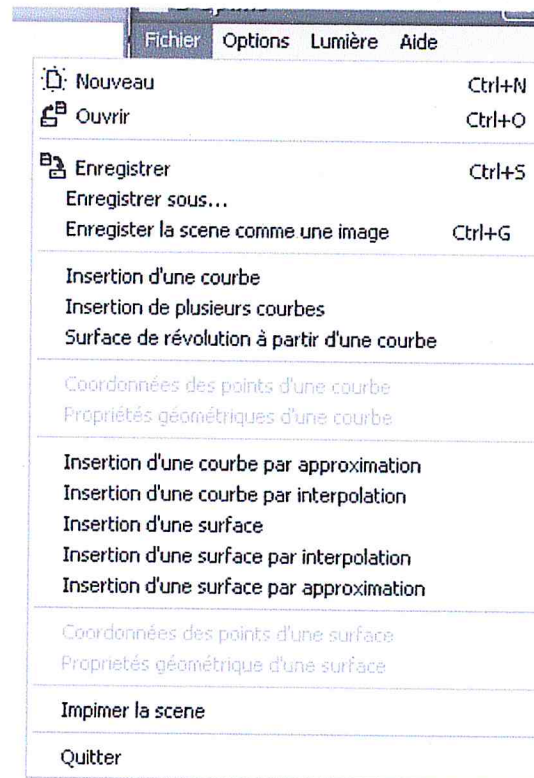 Fichier Options Lumière Aide
Nouveau Ctrl+N
Ouvrir Ctrl+O
Enregistrer Ctrl+S
Enregistrer sous...
Enregister la scene comme une image Ctrl+G
Insertion d'une courbe
Insertion de plusieurs courbes
Surface de révolution à partir d'une courbe
Coordonnées des points d'une courbe
Propriétés géométriques d'une courbe
Insertion d'une courbe par approximation
Insertion d'une courbe par interpolation
Insertion d'une surface
Insertion d'une surface par interpolation
Insertion d'une surface par approximation
Coordonnées des points d'une surface
Proprietés géométrique d'une surface
Impimer la scene
Quitter